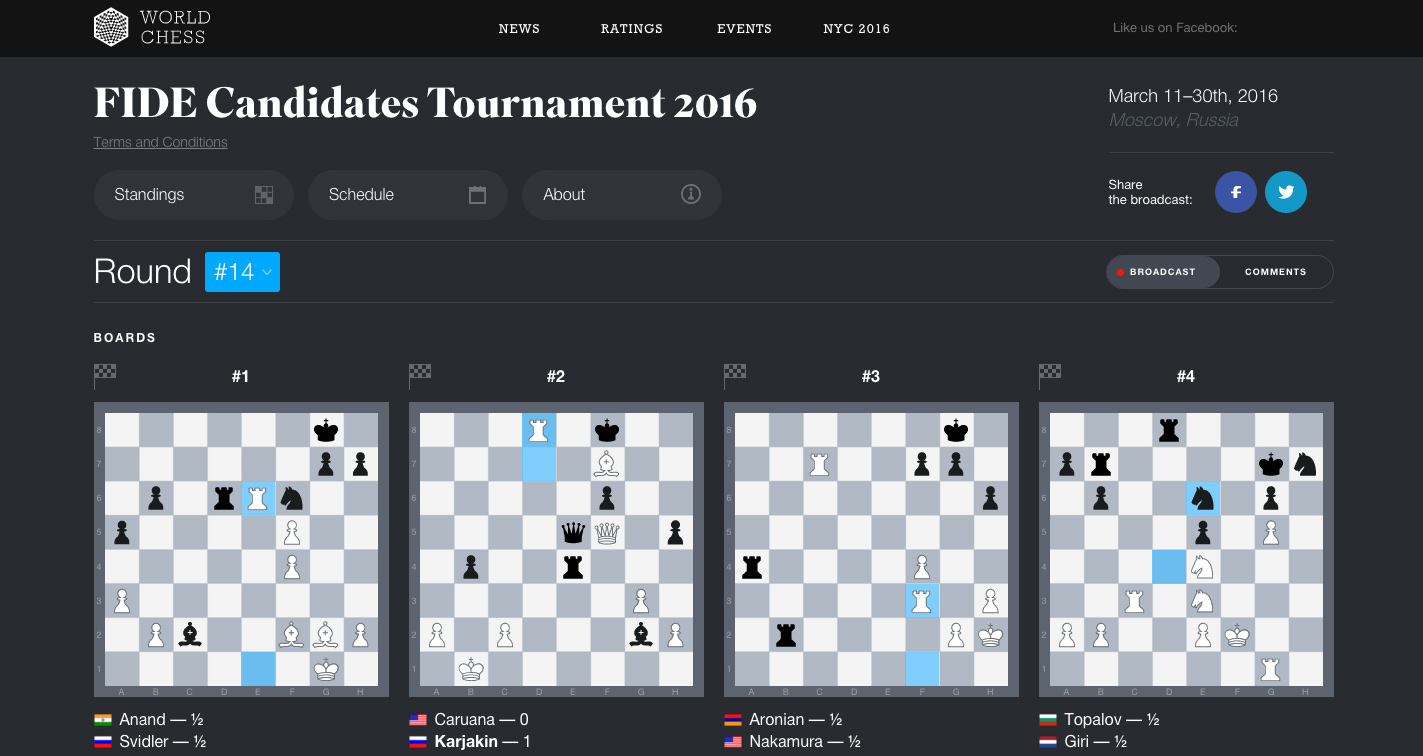 WORLD
CHESS
NEWS
RATINGS
EVENTS
NYC 2016
Like us on Facebook:
FIDE Candidates Tournament 2016
Terms and Conditions
March 11–30th, 2016
Moscow, Russia
Standings
Schedule
About
Share
the broadcast:
Round #14
BROADCAST
COMMENTS
BOARDS
#1
#2
#3
#4
8 8 8 8
7 7 7 7
6 6 6 6
5 5 5 5
4 4 4 4
3 3 3 3
2 2 2 2
1 1 1 1
A B C D E F G H
A B C D E F G H
A B C D E F G H
A B C D E F G H
Anand — ½
Svidler — ½
Caruana — 0
Karjakin — 1
Aronian — ½
Nakamura — ½
Topalov — ½
Giri — ½